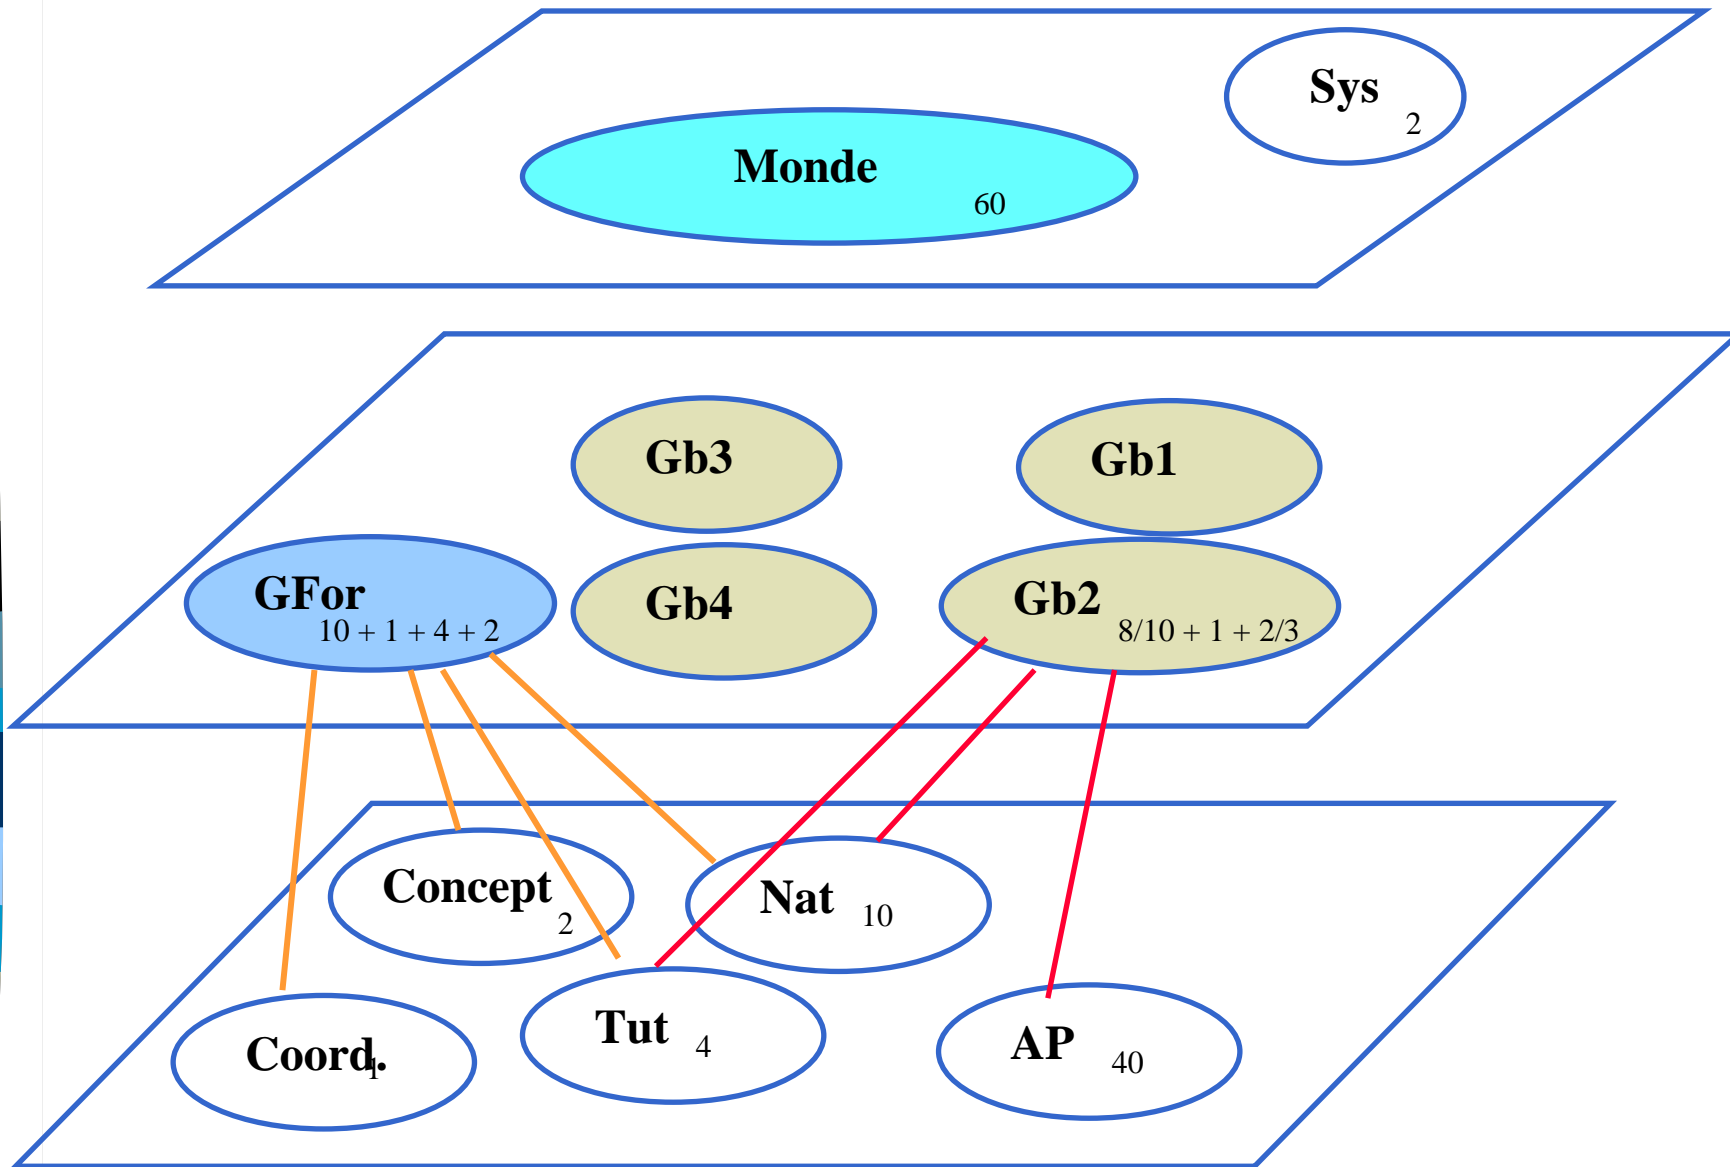 Sys
2
Monde
60
Gb3
Gb1
GFor
10 + 1 + 4 + 2
Gb4
Gb2
8/10 + 1 + 2/3
Concept
2
Nat
10
Coord.
1
Tut
4
AP
40